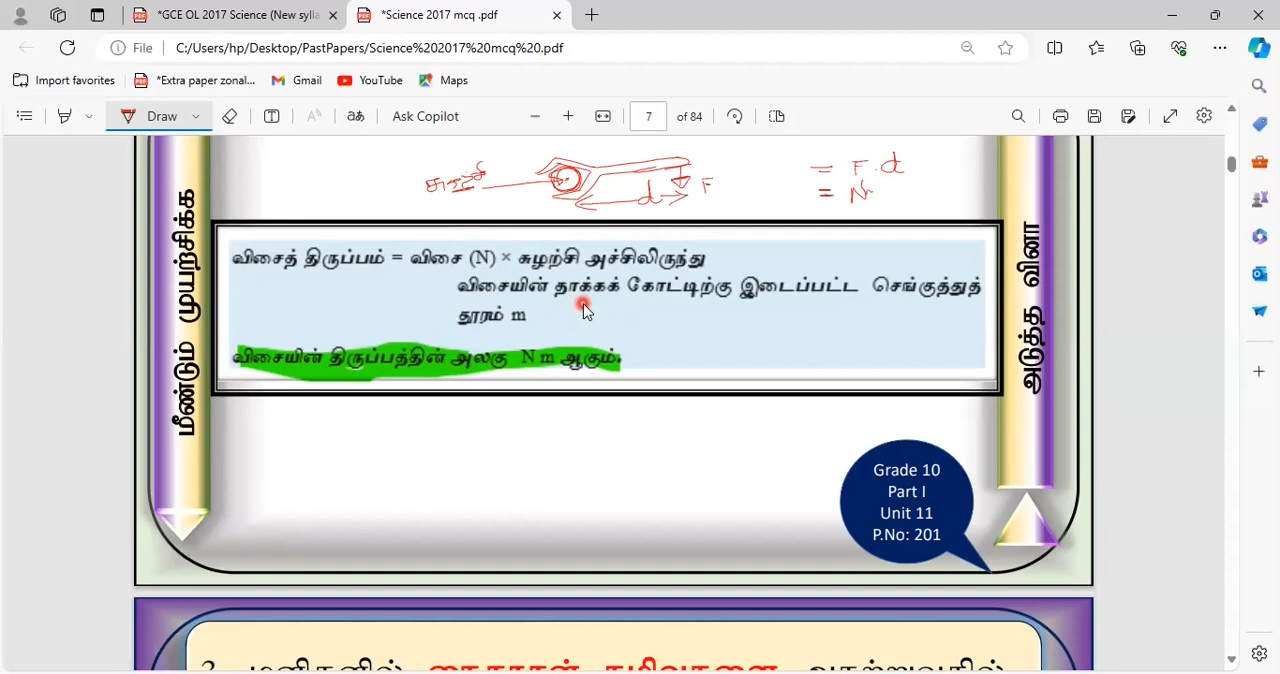 *GCE OL 2017 Science (New sylla
*Science 2017 mcq .pdf
File
C:/Users/hp/Desktop/PastPapers/Science%202017%20mcq%20.pdf
Import favorites
*Extra paper zonal...
Gmail
YouTube
Maps
Draw
Ask Copilot
7
of 84
d
F
= F.d
விசைத் திருப்பம் = விசை (N) × சுழற்சி அச்சிலிருந்து
விசையின் தாக்கக் கோட்டிற்கு இடைப்பட்ட செங்குத்துத்
தூரம் m
விசையின் திருப்பத்தின் அலகு N m ஆகும்.
மீண்டும் முயற்சிக்க
அடுத்த வினா
Grade 10
Part I
Unit 11
P.No: 201